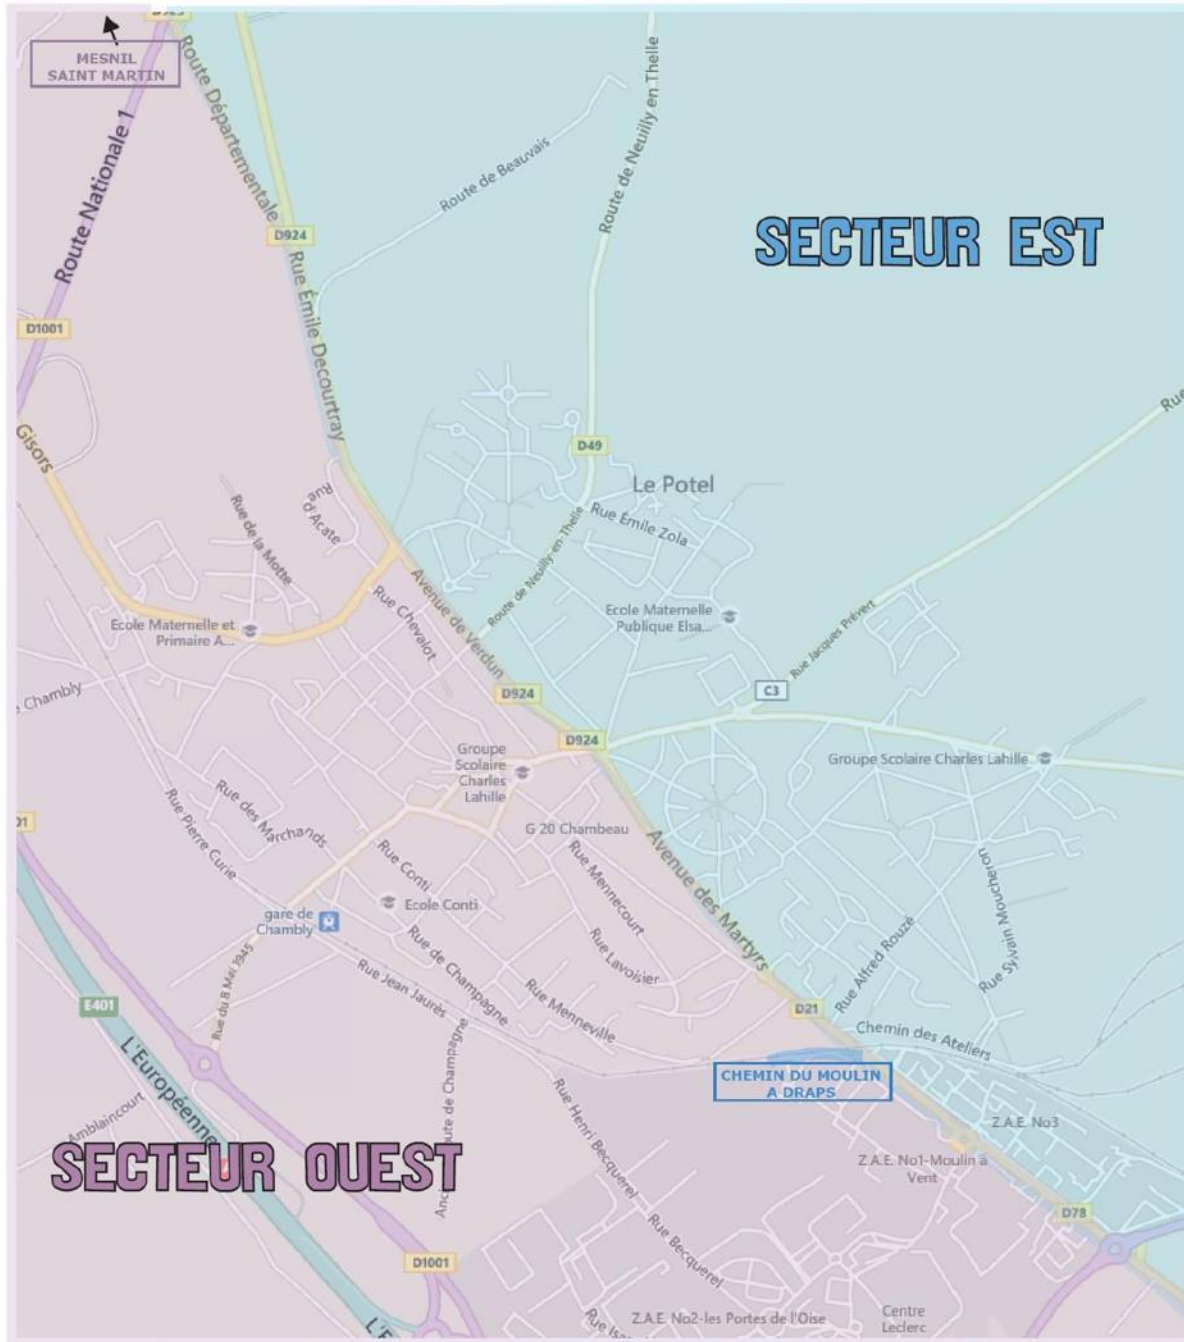 D925
MESNIL
SAINT MARTIN
Route Départementale
Route Nationale 1
Route de Beauvais
Route de Neuilly en Thelle
D924
SECTEUR EST
Rue Émile Decourtray
D1001
Rue
Gisors
D49
Le Potel
Rue
d'Acate
Rue de la Motte
Rue Émile Zola
Route de Neuilly-en-Thelle
Avenue de Verdun
Rue Chevalot
Ecole Maternelle et
Primaire A...
Ecole Maternelle
Publique Elsa...
Rue Jacques Prévert
Chambly
D924
C3
D924
Groupe
Scolaire
Charles
Lahille
Groupe Scolaire Charles Lahille
Rue des Marchands
Rue Pierre Curie
D1
G 20 Chambeau
Avenue des Martyrs
Rue Conti
Rue Mennecourt
Rue Sylvain Moucheron
Ecole Conti
gare de
Chambly
Rue Alfred Rouzé
Rue de Champagne
Rue Lavoisier
Rue du 8 Mei 1945
Rue Jean Jaurès
Rue Menneville
E401
D21
Chemin des Ateliers
L'Européenne
CHEMIN DU MOULIN
A DRAPS
Amblaincourt
Rue Henri Becquerel
Z.A.E. No3
SECTEUR OUEST
Z.A.E. No1-Moulin à
Vent
Rue Becquerel
D78
D1001
Z.A.E. No2-les Portes de l'Oise
Centre
Leclerc